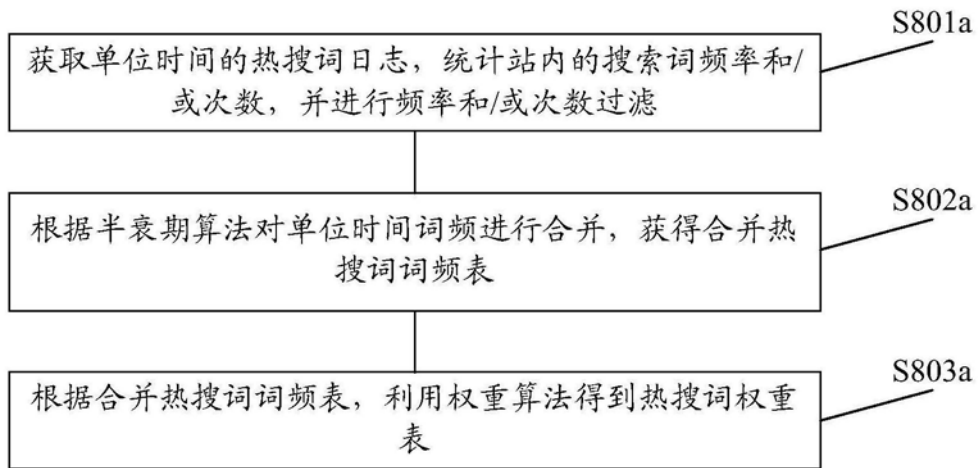 S801a
获取单位时间的热搜词日志，统计站内的搜索词频率和/
或次数，并进行频率和/或次数过滤
S802a
根据半衰期算法对单位时间词频进行合并，获得合并热
搜词词频表
S803a
根据合并热搜词词频表，利用权重算法得到热搜词权重
表